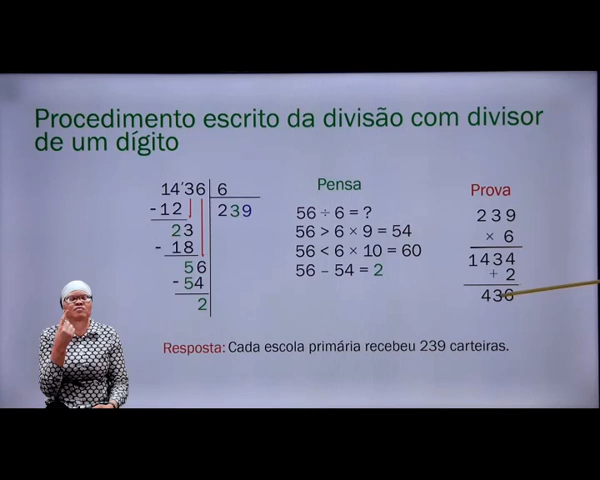 Procedimento escrito da divisão com divisor
de um dígito
14'36 6
-12 239
23
- 18
56
- 54
2
Pensa
56 ÷ 6 = ?
56 > 6 × 9 = 54
56 < 6 × 10 = 60
56 – 54 = 2
Prova
239
× 6
1434
+ 2
436
Resposta: Cada escola primária recebeu 239 carteiras.